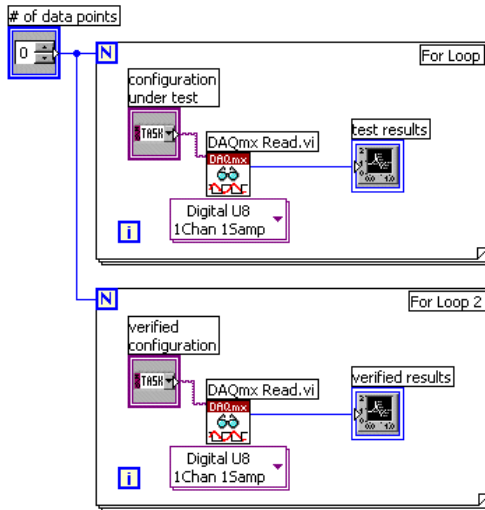 # of data points
0
N
For Loop
configuration
under test
TASK
DAQmx Read.vi
DAQmx
test results
Digital U8
1Chan 1Samp
i
N
For Loop 2
verified
configuration
TASK
DAQmx Read.vi
DAQmx
verified results
Digital U8
1Chan 1Samp
i